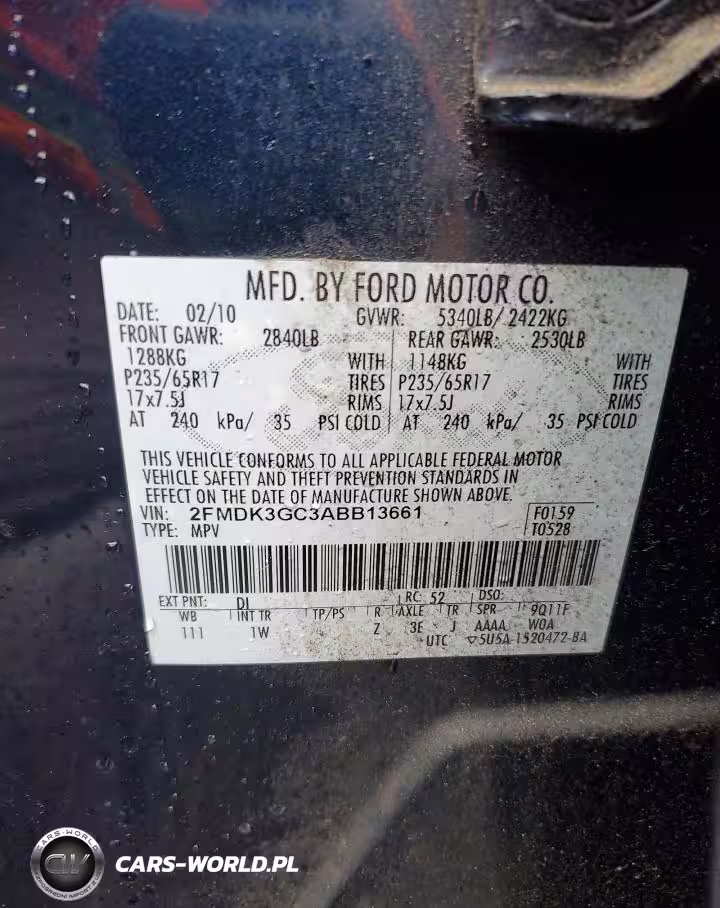 MFD. BY FORD MOTOR CO.
DATE: 02/10 GVWR: 5340LB/ 2422KG
FRONT GAWR: 2840LB REAR GAWR: 2530LB
1288KG WITH 1148KG WITH
P235/65R17 TIRES P235/65R17 TIRES
17x7.5J RIMS 17x7.5J RIMS
AT 240 kPa/ 35 PSI COLD AT 240 kPa/ 35 PSI COLD
THIS VEHICLE CONFORMS TO ALL APPLICABLE FEDERAL MOTOR
VEHICLE SAFETY AND THEFT PREVENTION STANDARDS IN
EFFECT ON THE DATE OF MANUFACTURE SHOWN ABOVE.
VIN: 2FMDK3GC3ABB13661 F0159
TYPE: MPV T0528
EXT PNT: DI RC: 52 DSO:
WB INT TR TP/PS R AXLE TR SPR 9Q11F
111 1W Z 3E J AAAA W0A
UTC ▽5U5A-1520472-BA
CARS-WORLD
CARS-WORLD.PL